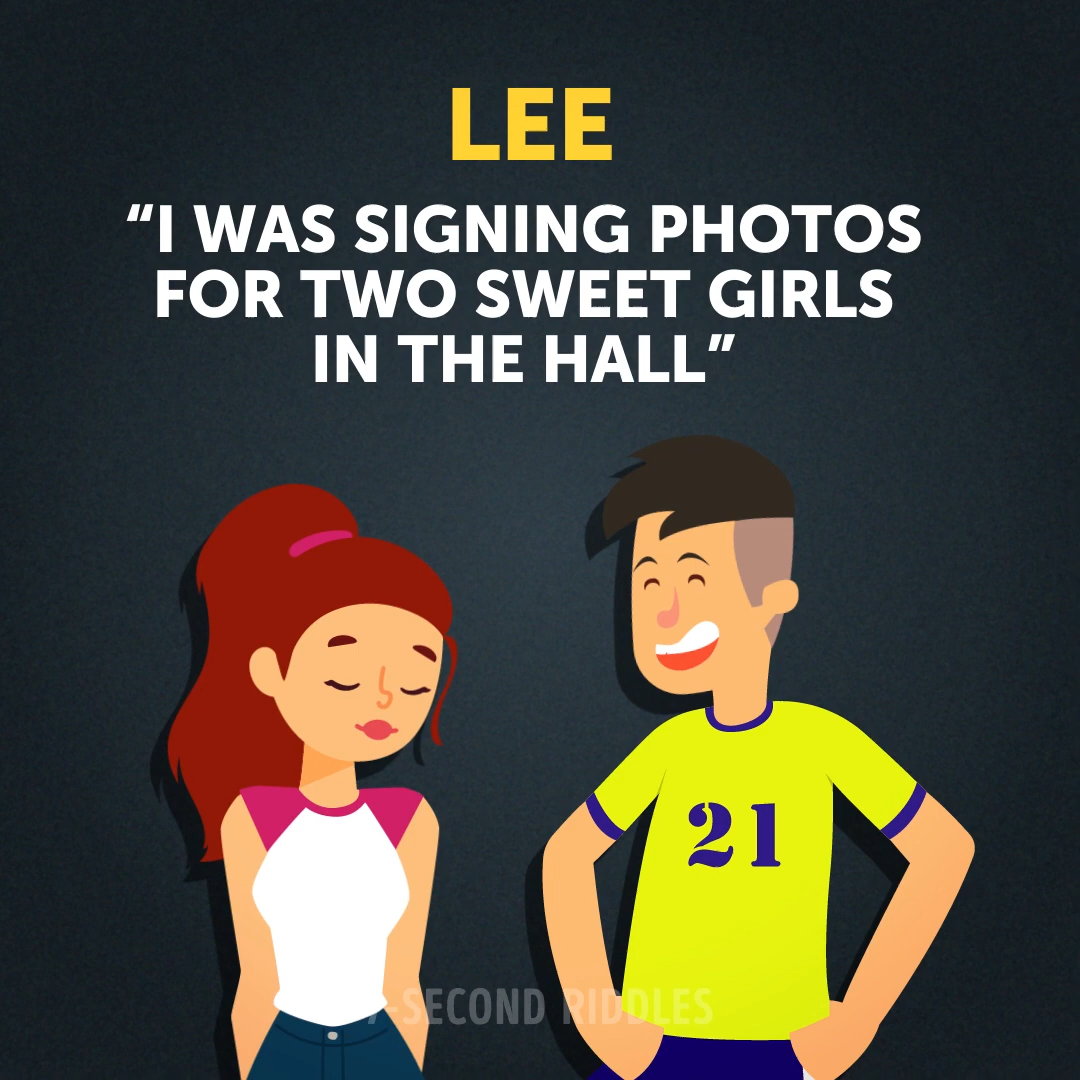 LEE
“I WAS SIGNING PHOTOS
FOR TWO SWEET GIRLS
IN THE HALL”
21
7-SECOND RIDDLES